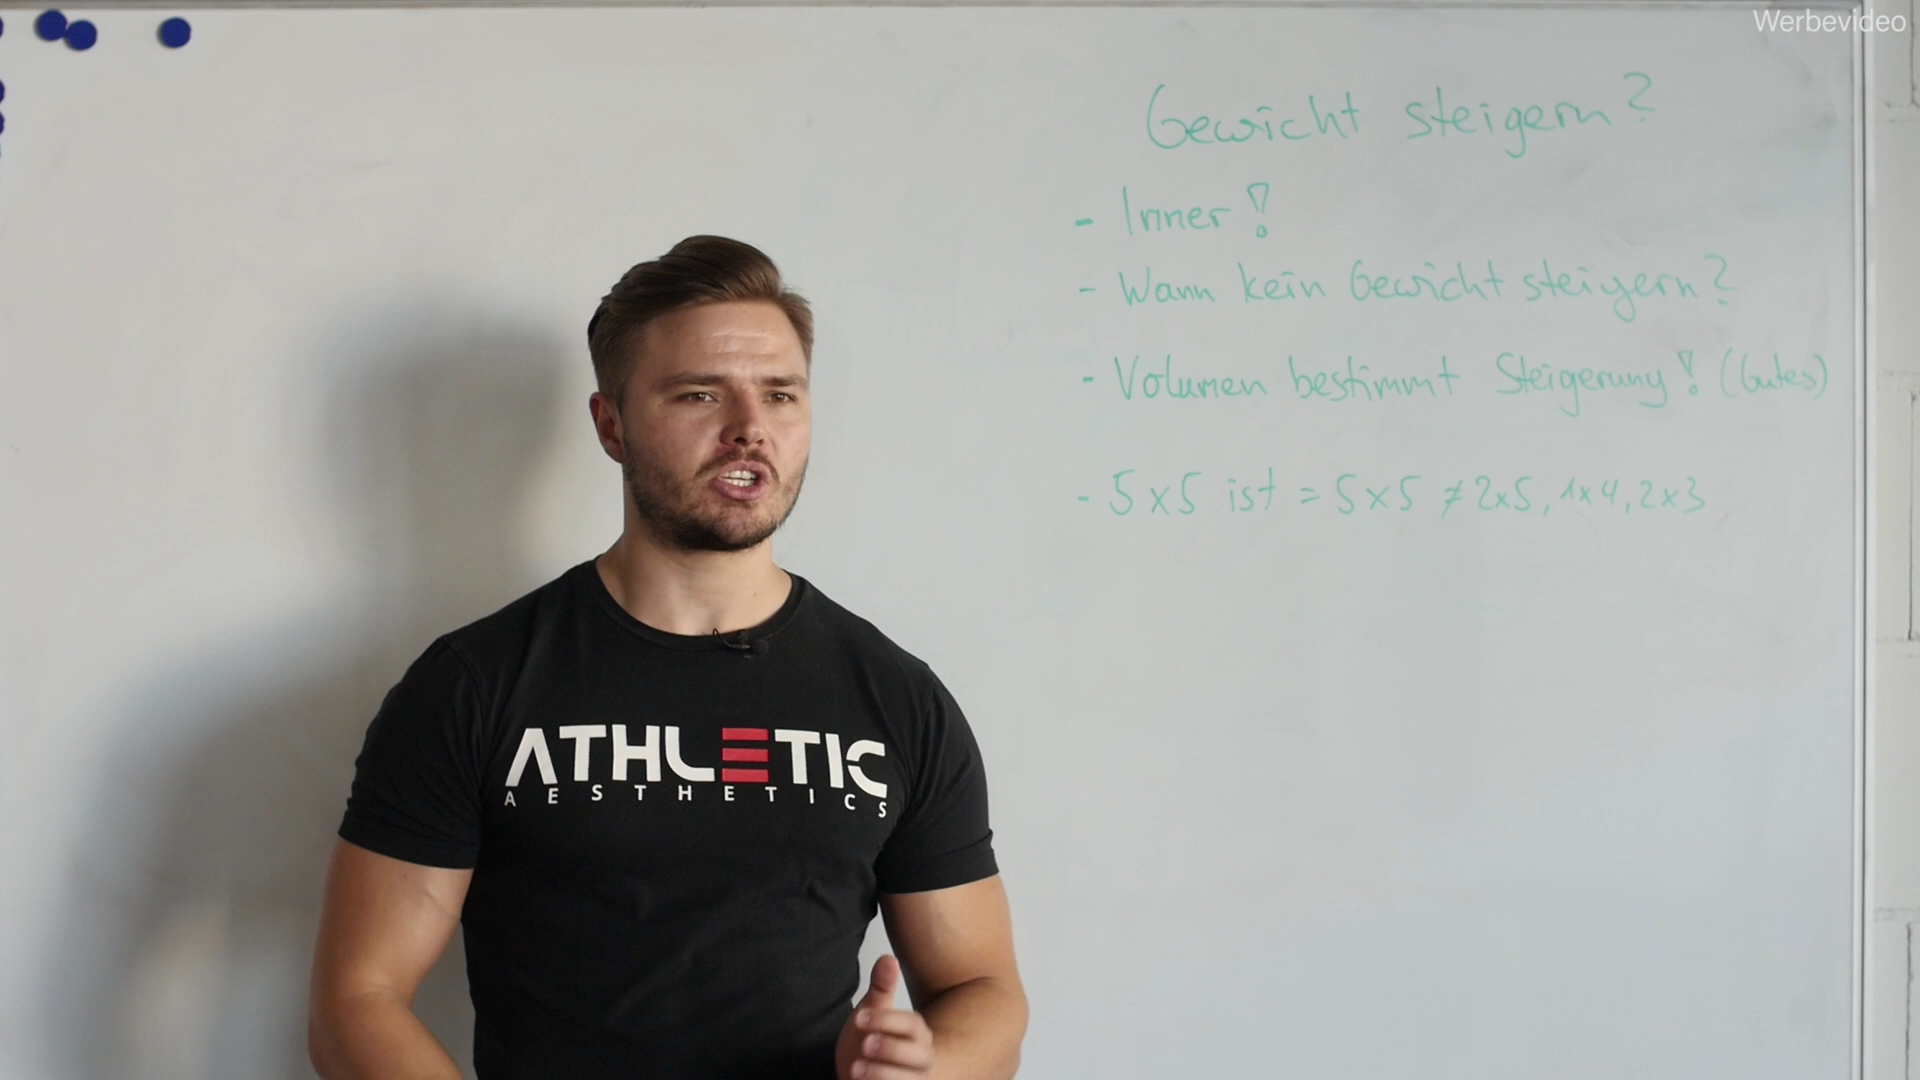 Werbevideo
Gewicht steigern?
- Immer!
- Wann kein Gewicht steigern?
- Volumen bestimmt Steigerung! (Gutes)
- 5x5 ist = 5x5 ≠ 2x5, 1x4, 2x3
ATHLETIC
AESTHETICS